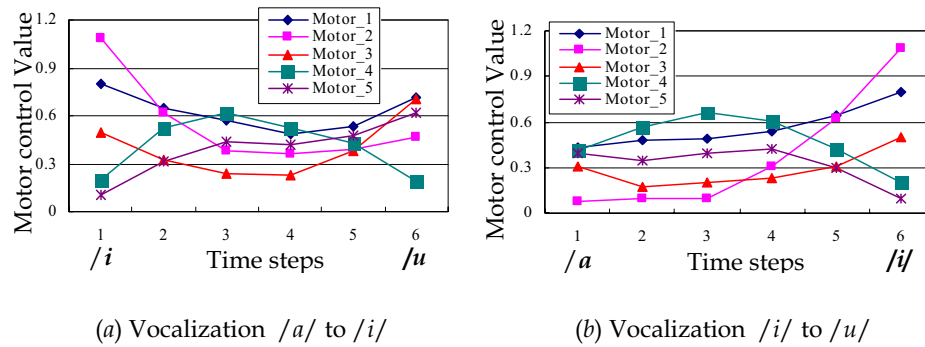 Motor control Value
1.2
0.9
0.6
0.3
0
Motor_1
Motor_2
Motor_3
Motor_4
Motor_5
1 2 3 4 5 6
/i Time steps /u
(a) Vocalization /a/ to /i/
Motor control Value
1.2
0.9
0.6
0.3
0
Motor_1
Motor_2
Motor_3
Motor_4
Motor_5
1 2 3 4 5 6
/a Time steps /i/
(b) Vocalization /i/ to /u/